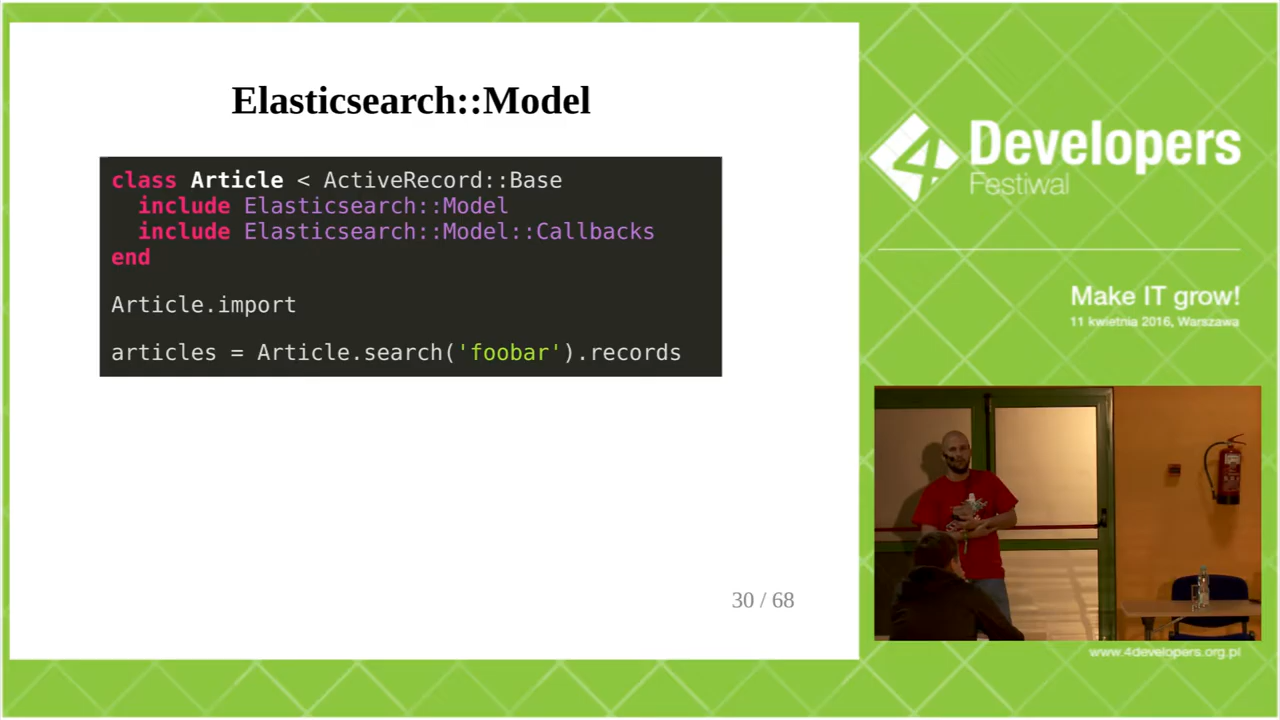 Elasticsearch::Model
class Article < ActiveRecord::Base
  include Elasticsearch::Model
  include Elasticsearch::Model::Callbacks
end
Article.import
articles = Article.search('foobar').records
30 / 68
4
Developers
Festiwal
Make IT grow!
11 kwietnia 2016, Warszawa
www.4developers.org.pl